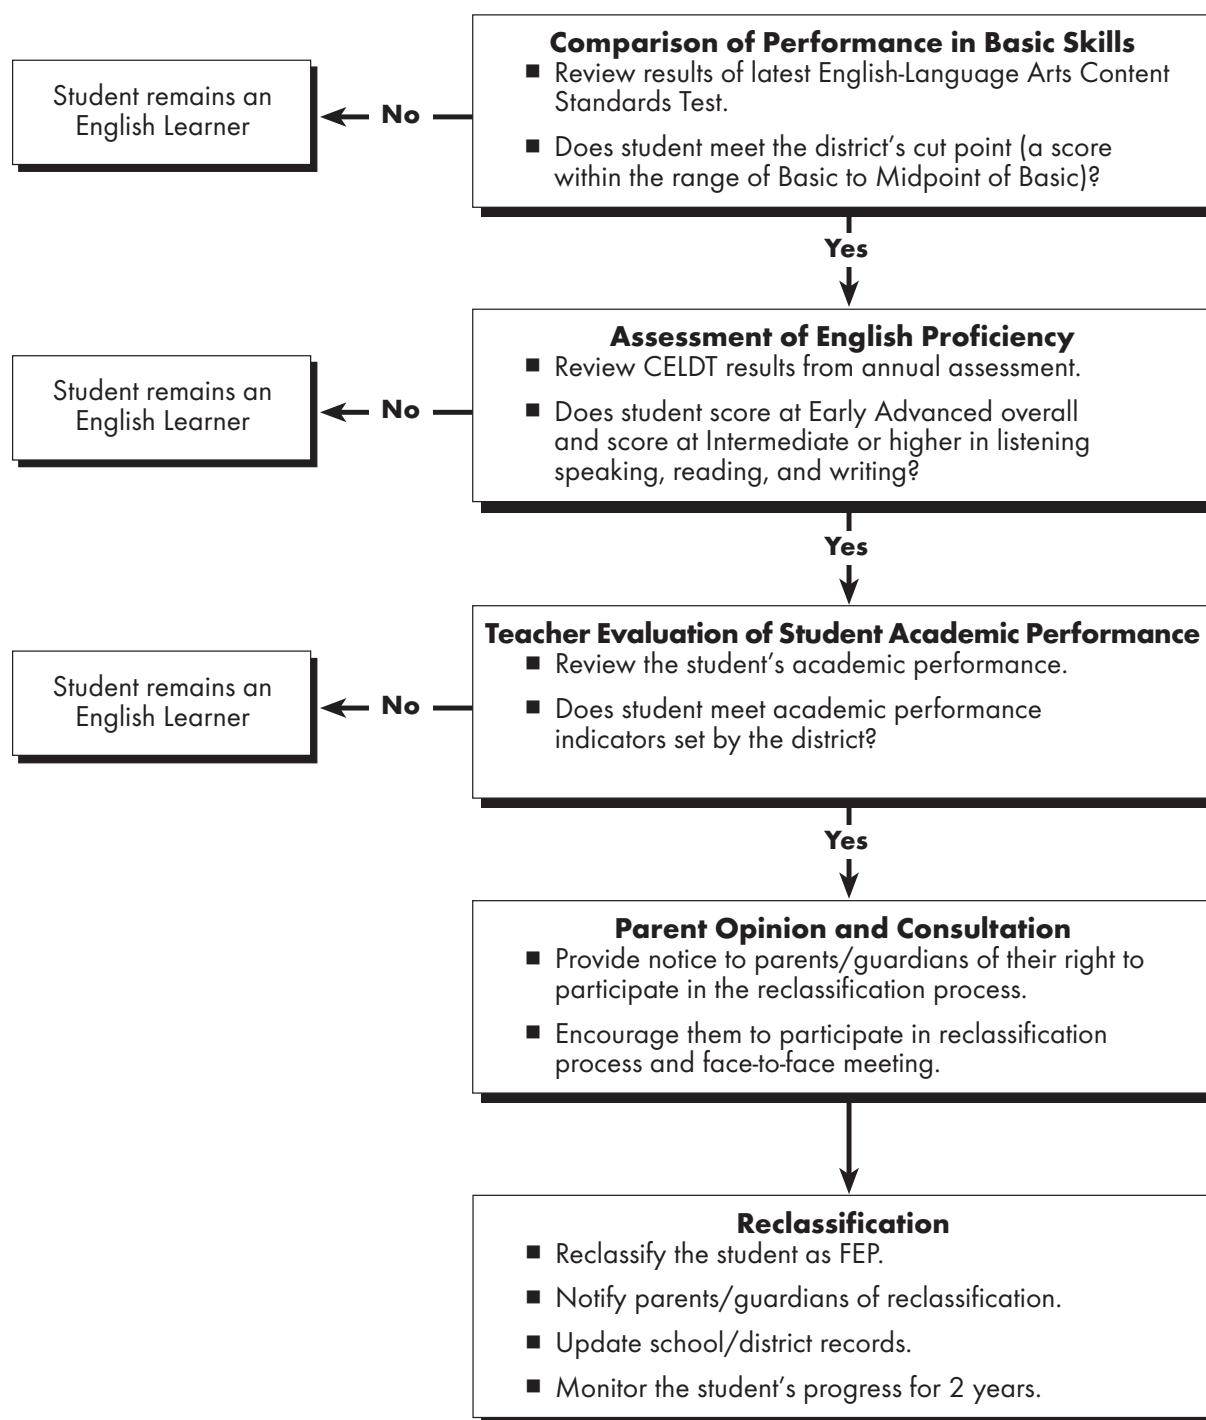 Comparison of Performance in Basic Skills
■ Review results of latest English-Language Arts Content
Standards Test.
■ Does student meet the district’s cut point (a score
within the range of Basic to Midpoint of Basic)?
No
Student remains an
English Learner
Yes
Assessment of English Proficiency
■ Review CELDT results from annual assessment.
■ Does student score at Early Advanced overall
and score at Intermediate or higher in listening
speaking, reading, and writing?
No
Student remains an
English Learner
Yes
Teacher Evaluation of Student Academic Performance
■ Review the student’s academic performance.
■ Does student meet academic performance
indicators set by the district?
No
Student remains an
English Learner
Yes
Parent Opinion and Consultation
■ Provide notice to parents/guardians of their right to
participate in the reclassification process.
■ Encourage them to participate in reclassification
process and face-to-face meeting.
Reclassification
■ Reclassify the student as FEP.
■ Notify parents/guardians of reclassification.
■ Update school/district records.
■ Monitor the student’s progress for 2 years.